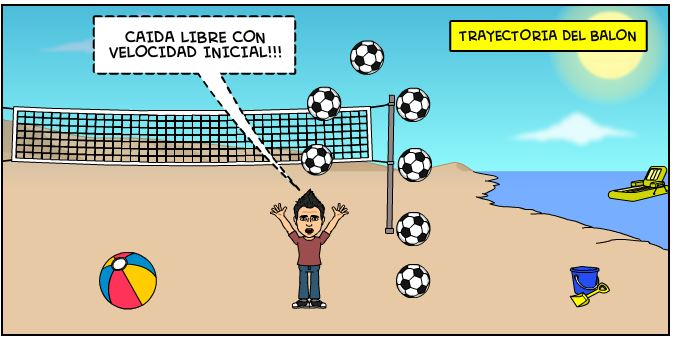 CAIDA LIBRE CON
VELOCIDAD INICIAL!!!
TRAYECTORIA DEL BALON